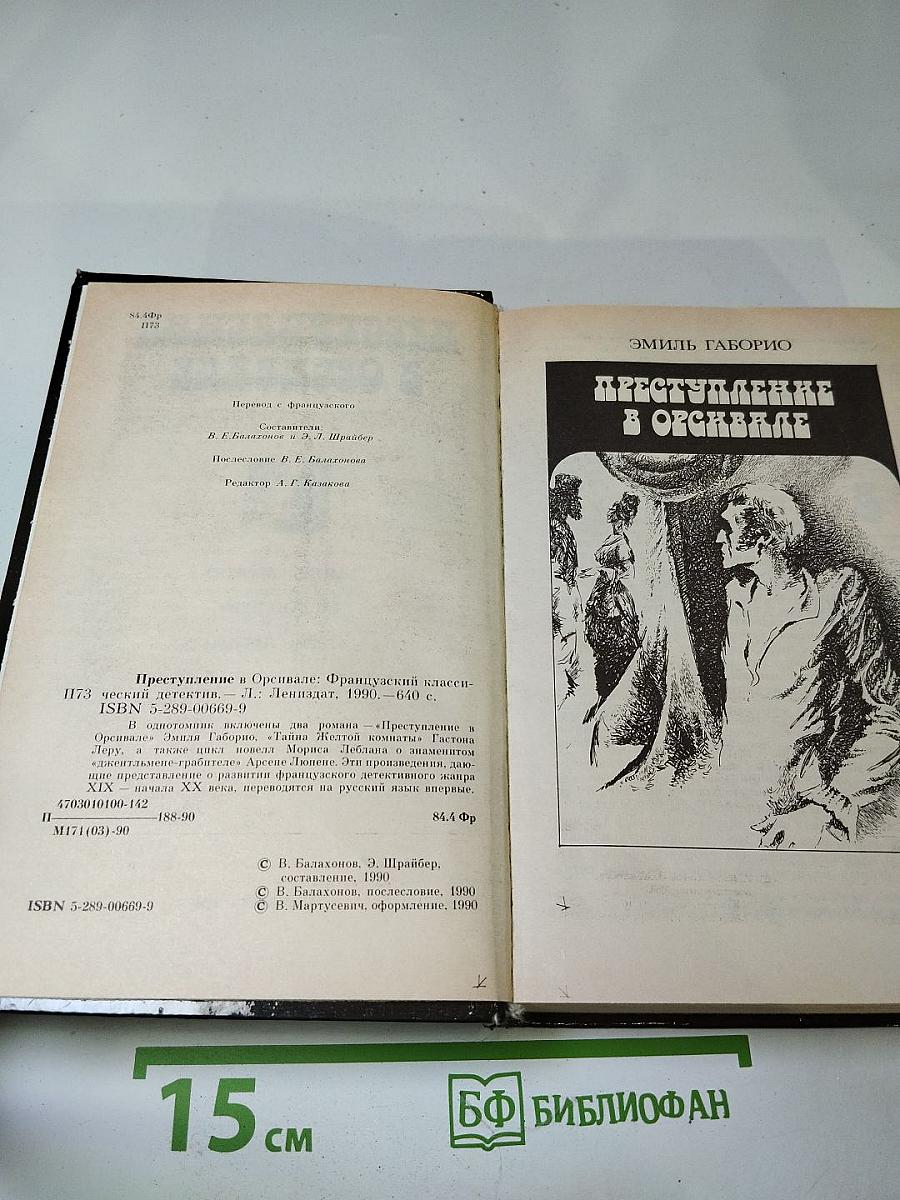 84.4Фр
П73
Перевод с французского
Составители:
В. Е. Балахонов и Э. Л. Шрайбер
Послесловие В. Е. Балахонова
Редактор А. Г. Казакова
Преступление в Орсивале: Французский класси-
П73 ческий детектив.— Л.: Лениздат, 1990.—640 с.
ISBN 5-289-00669-9
В однотомник включены два романа—«Преступление в
Орсивале» Эмиля Габорио, «Тайна Желтой комнаты» Гастона
Леру, а также цикл новелл Мориса Леблана о знаменитом
«джентльмене-грабителе» Арсене Люпене. Эти произведения, даю-
щие представление о развитии французского детективного жанра
XIX — начала XX века, переводятся на русский язык впервые.
4703010100-142
П————188-90
М171(03)-90
84.4 Фр
© В. Балахонов, Э. Шрайбер,
составление, 1990
© В. Балахонов, послесловие, 1990
© В. Мартусевич, оформление, 1990
ISBN 5-289-00669-9
ЭМИЛЬ ГАБОРИО
ПРЕСТУПЛЕНИЕ
В ОРСИВАЛЕ
15 см
БФ БИБЛИОФАН